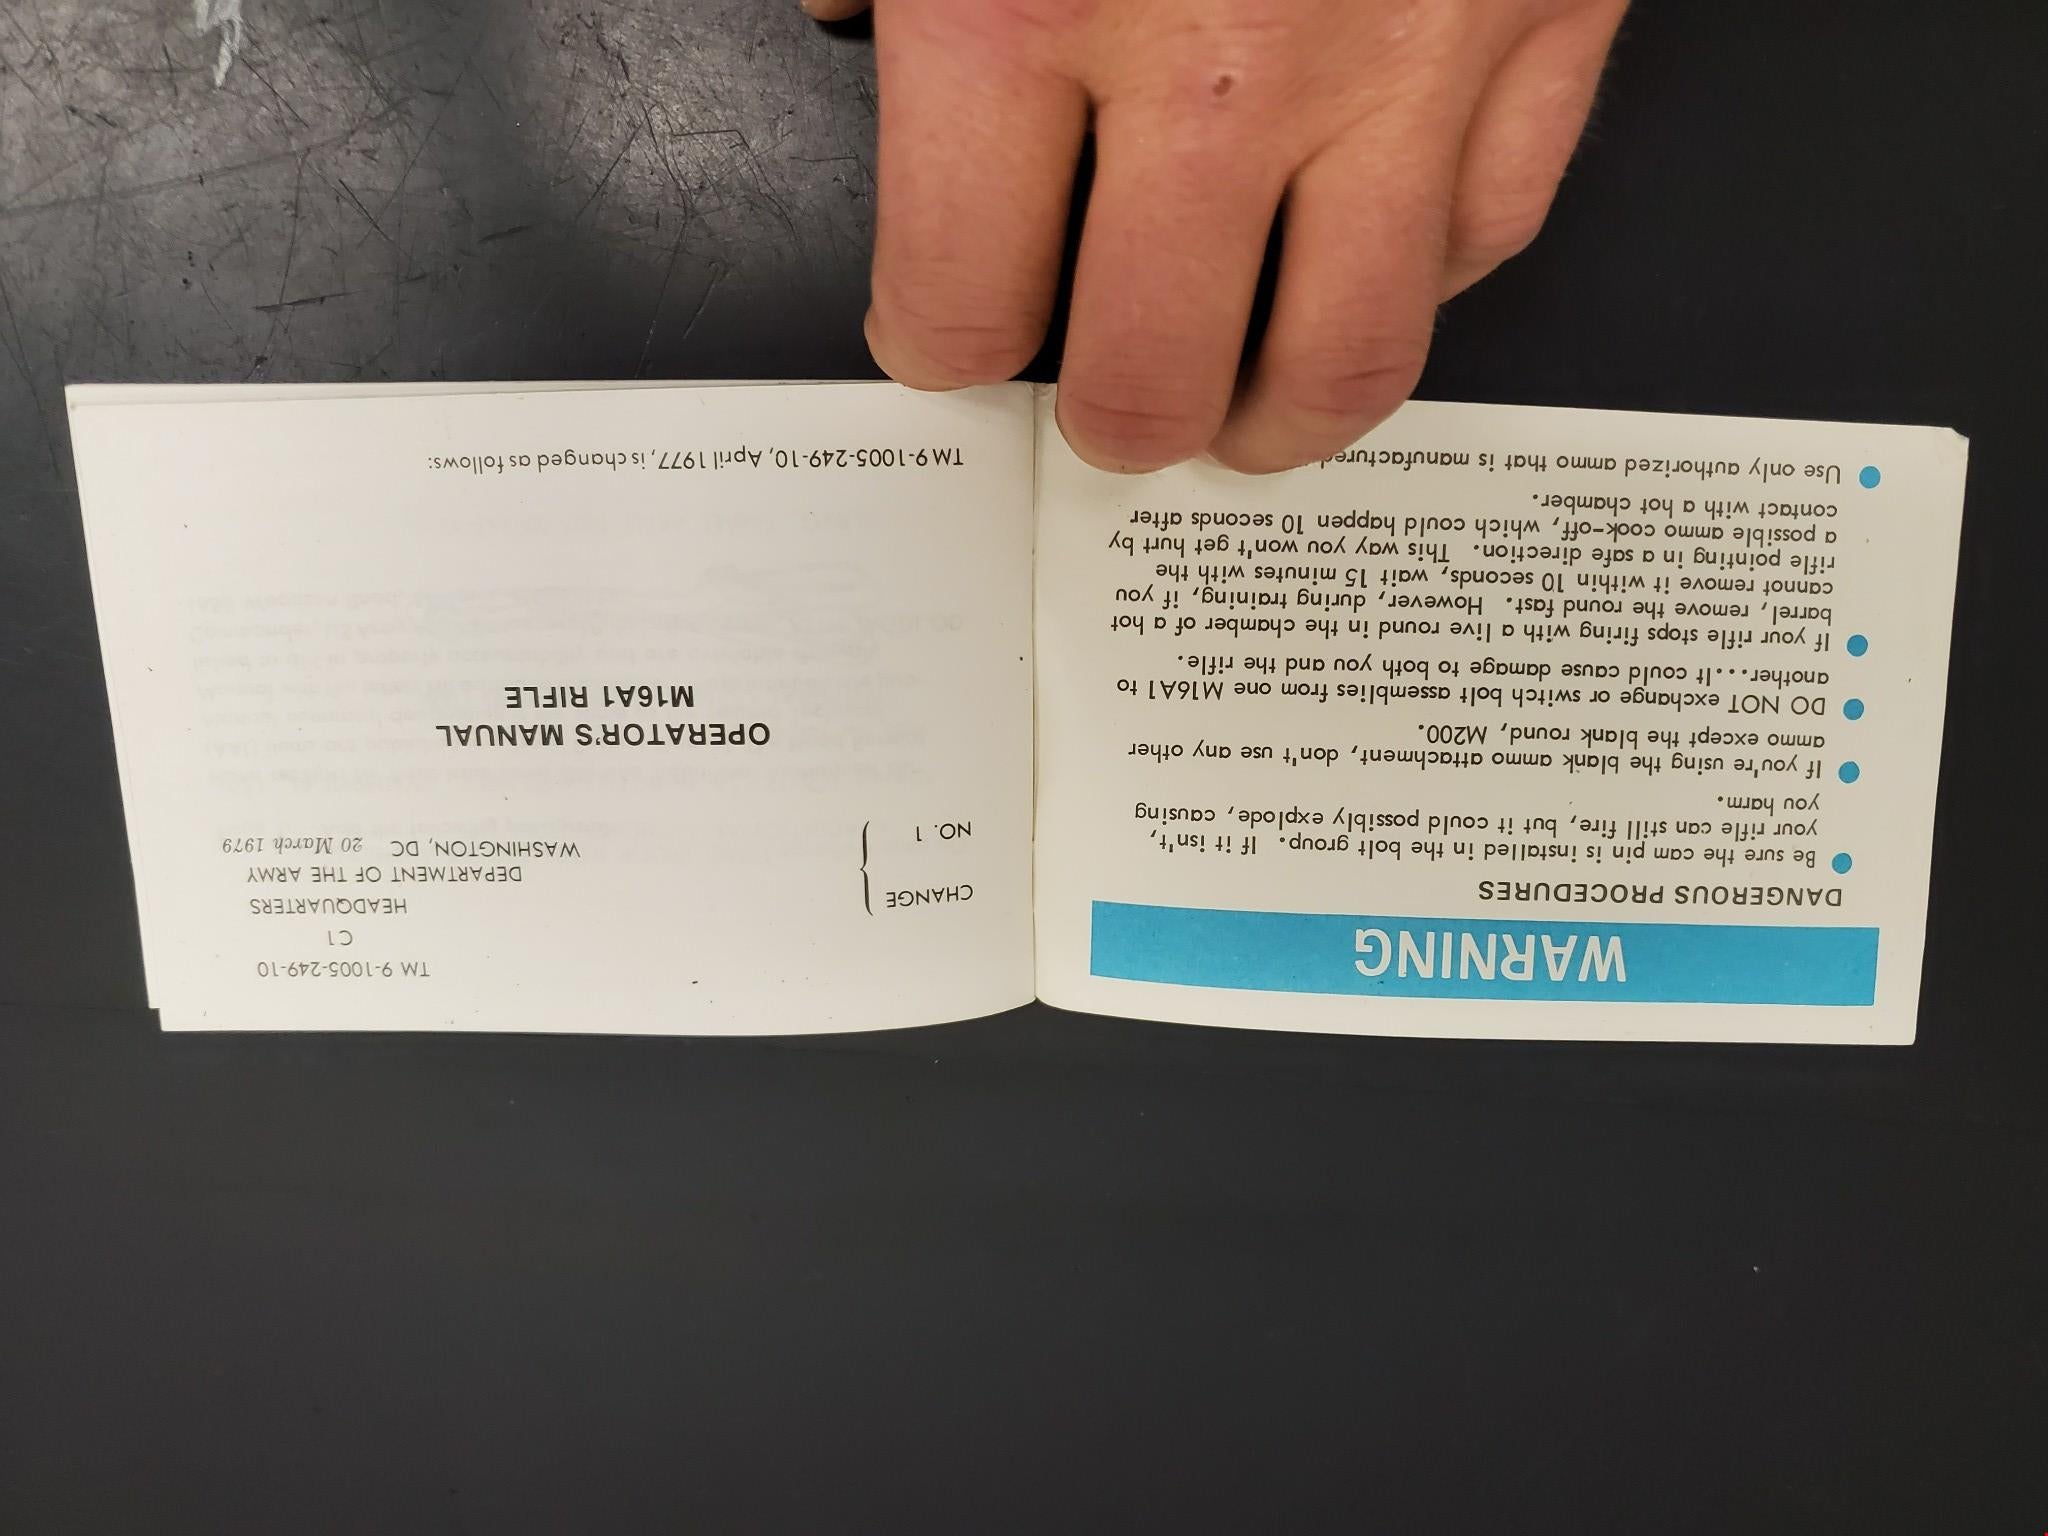 WARNING
DANGEROUS PROCEDURES
Be sure the cam pin is installed in the bolt group. If it isn't,
your rifle can still fire, but it could possibly explode, causing
you harm.
If you're using the blank ammo attachment, don't use any other
ammo except the blank round, M200.
DO NOT exchange or switch bolt assemblies from one M16A1 to
another...It could cause damage to both you and the rifle.
If your rifle stops firing with a live round in the chamber of a hot
barrel, remove the round fast. However, during training, if you
cannot remove it within 10 seconds, wait 15 minutes with the
rifle pointing in a safe direction. This way you won't get hurt by
a possible ammo cook-off, which could happen 10 seconds after
contact with a hot chamber.
Use only authorized ammo that is manufactured
TM 9-1005-249-10
C1
CHANGE
NO. 1
HEADQUARTERS
DEPARTMENT OF THE ARMY
WASHINGTON, DC 20 March 1979
OPERATOR'S MANUAL
M16A1 RIFLE
TM 9-1005-249-10, April 1977, is changed as follows: